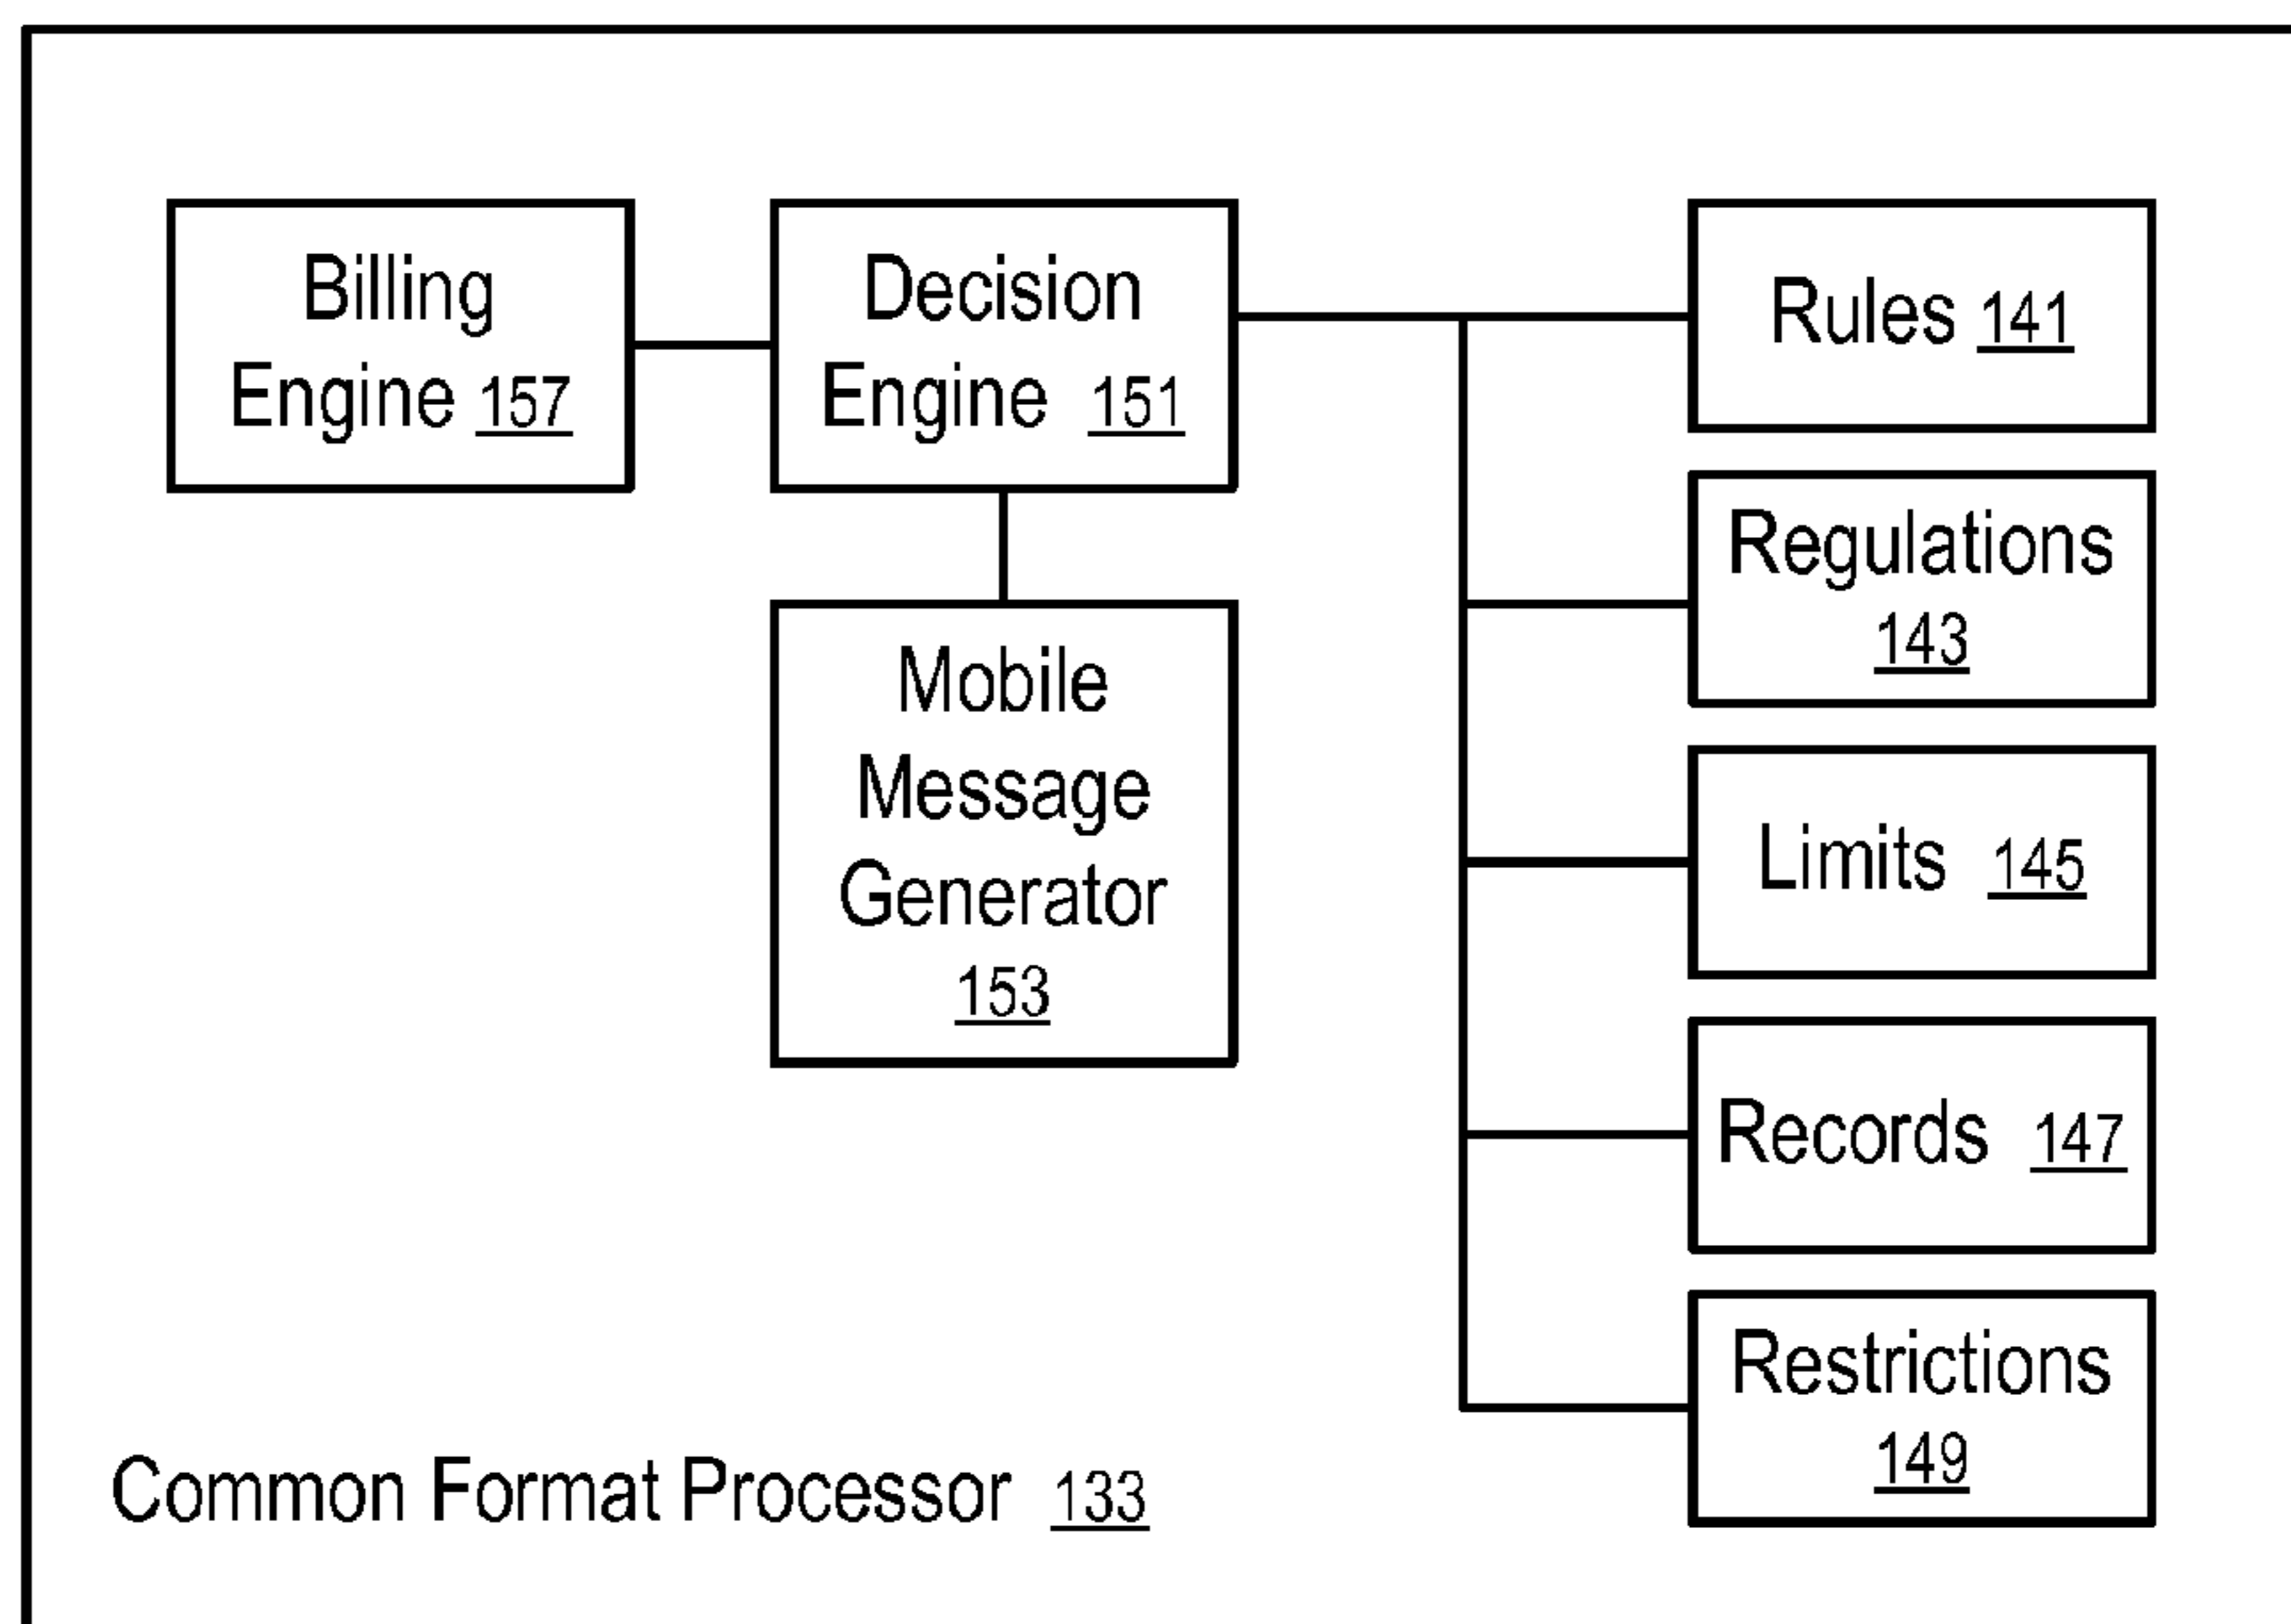 Billing
Engine 157
Decision
Engine 151
Mobile
Message
Generator
153
Rules 141
Regulations
143
Limits 145
Records 147
Restrictions
149
Common Format Processor 133